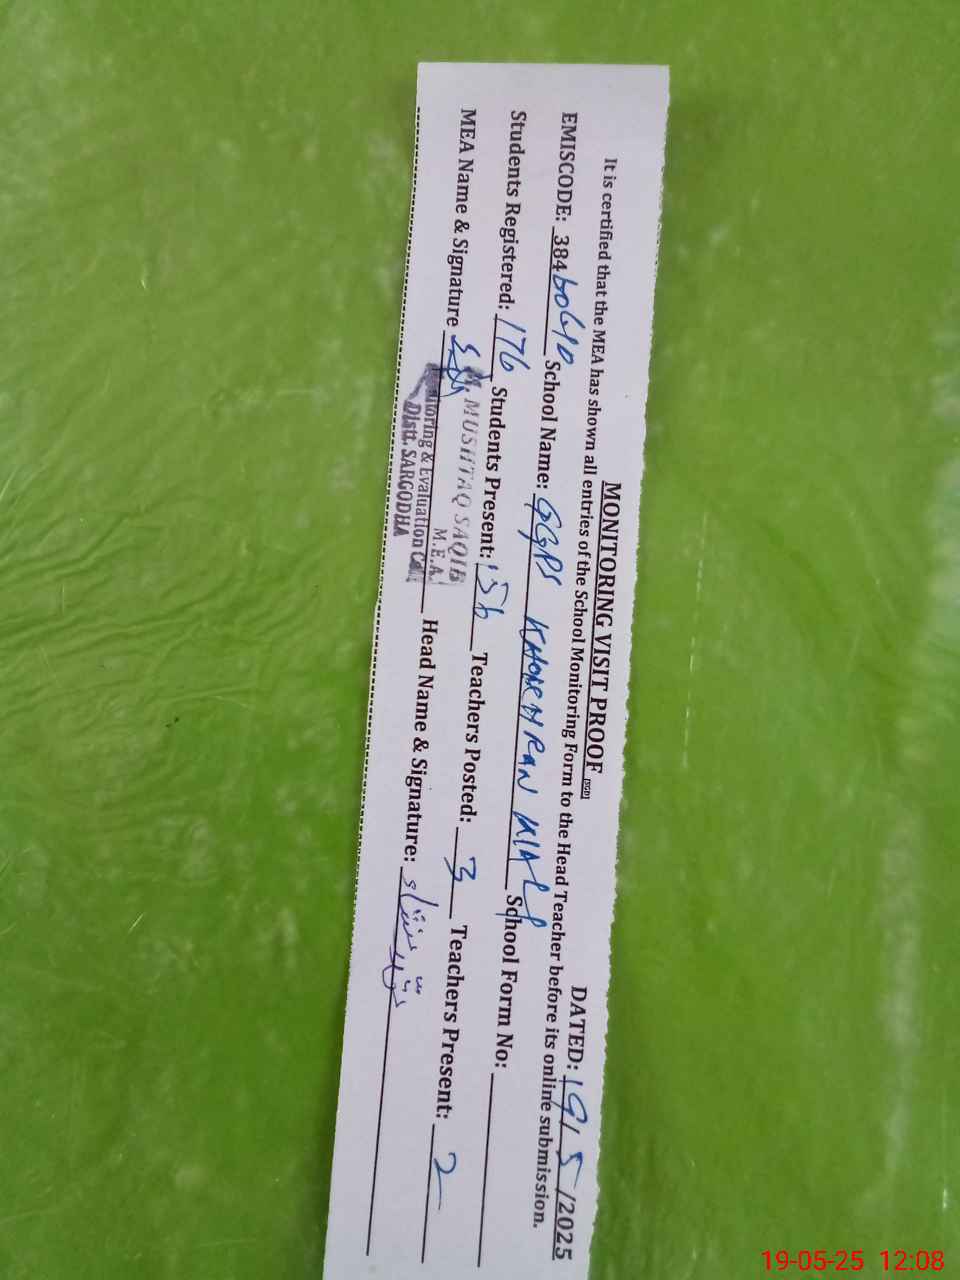 MONITORING VISIT PROOF [SGD] DATED: 19/5/2025
It is certified that the MEA has shown all entries of the School Monitoring Form to the Head Teacher before its online submission.
EMISCODE: 384 School Name: GGPS School Form No:
Students Registered: 176 Students Present: 156 Teachers Posted: 3 Teachers Present: 2
MEA Name & Signature Head Name & Signature:
M. MUSHTAQ SAQIB
M.E.A.
Monitoring & Evaluation Cell
Distt. SARGODHA
19-05-25 12:08